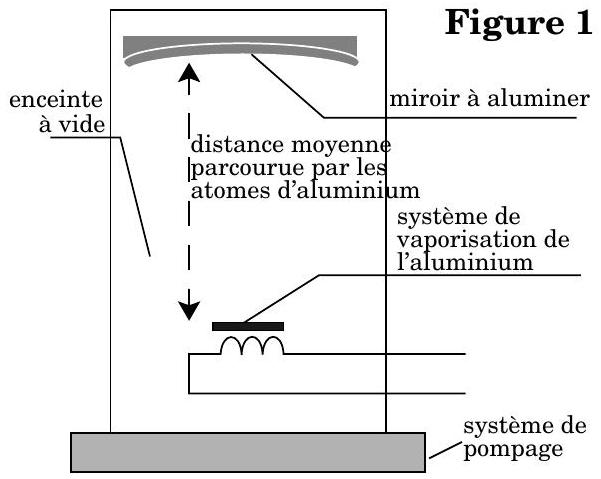 Figure 1
enceinte
à vide
miroir à aluminer
distance moyenne
parcourue par les
atomes d'aluminium
système de
vaporisation de
l'aluminium
système de
pompage